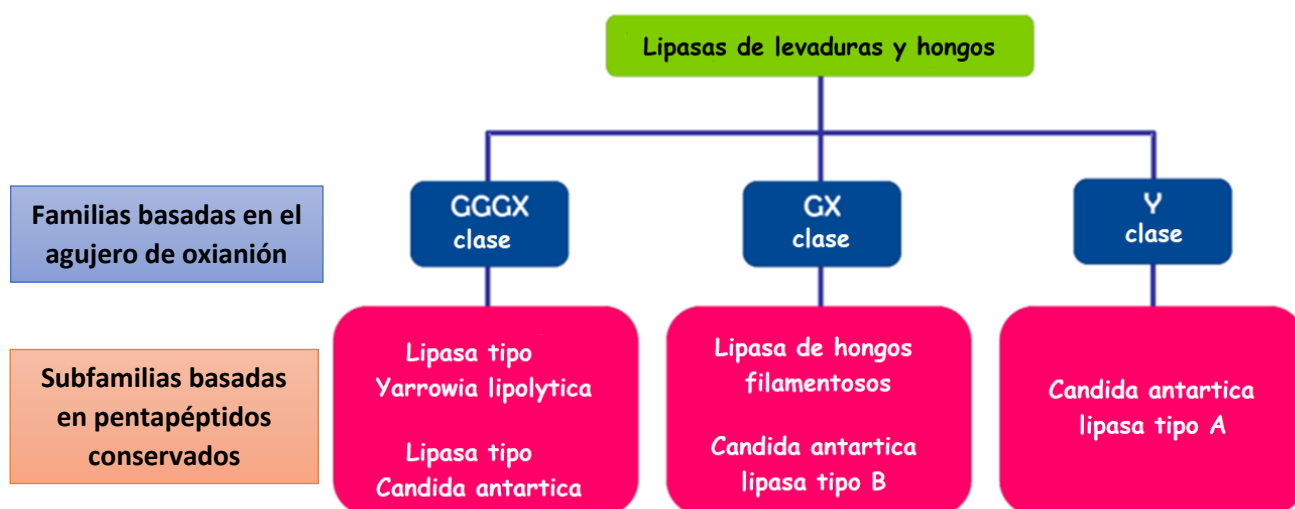 Lipasas de levaduras y hongos
Familias basadas en el
agujero de oxianión
GGGX
clase
GX
clase
Y
clase
Subfamilias basadas
en pentapéptidos
conservados
Lipasa tipo
Yarrowia lipolytica
Lipasa tipo
Candida antartica
Lipasa de hongos
filamentosos
Candida antartica
lipasa tipo B
Candida antartica
lipasa tipo A